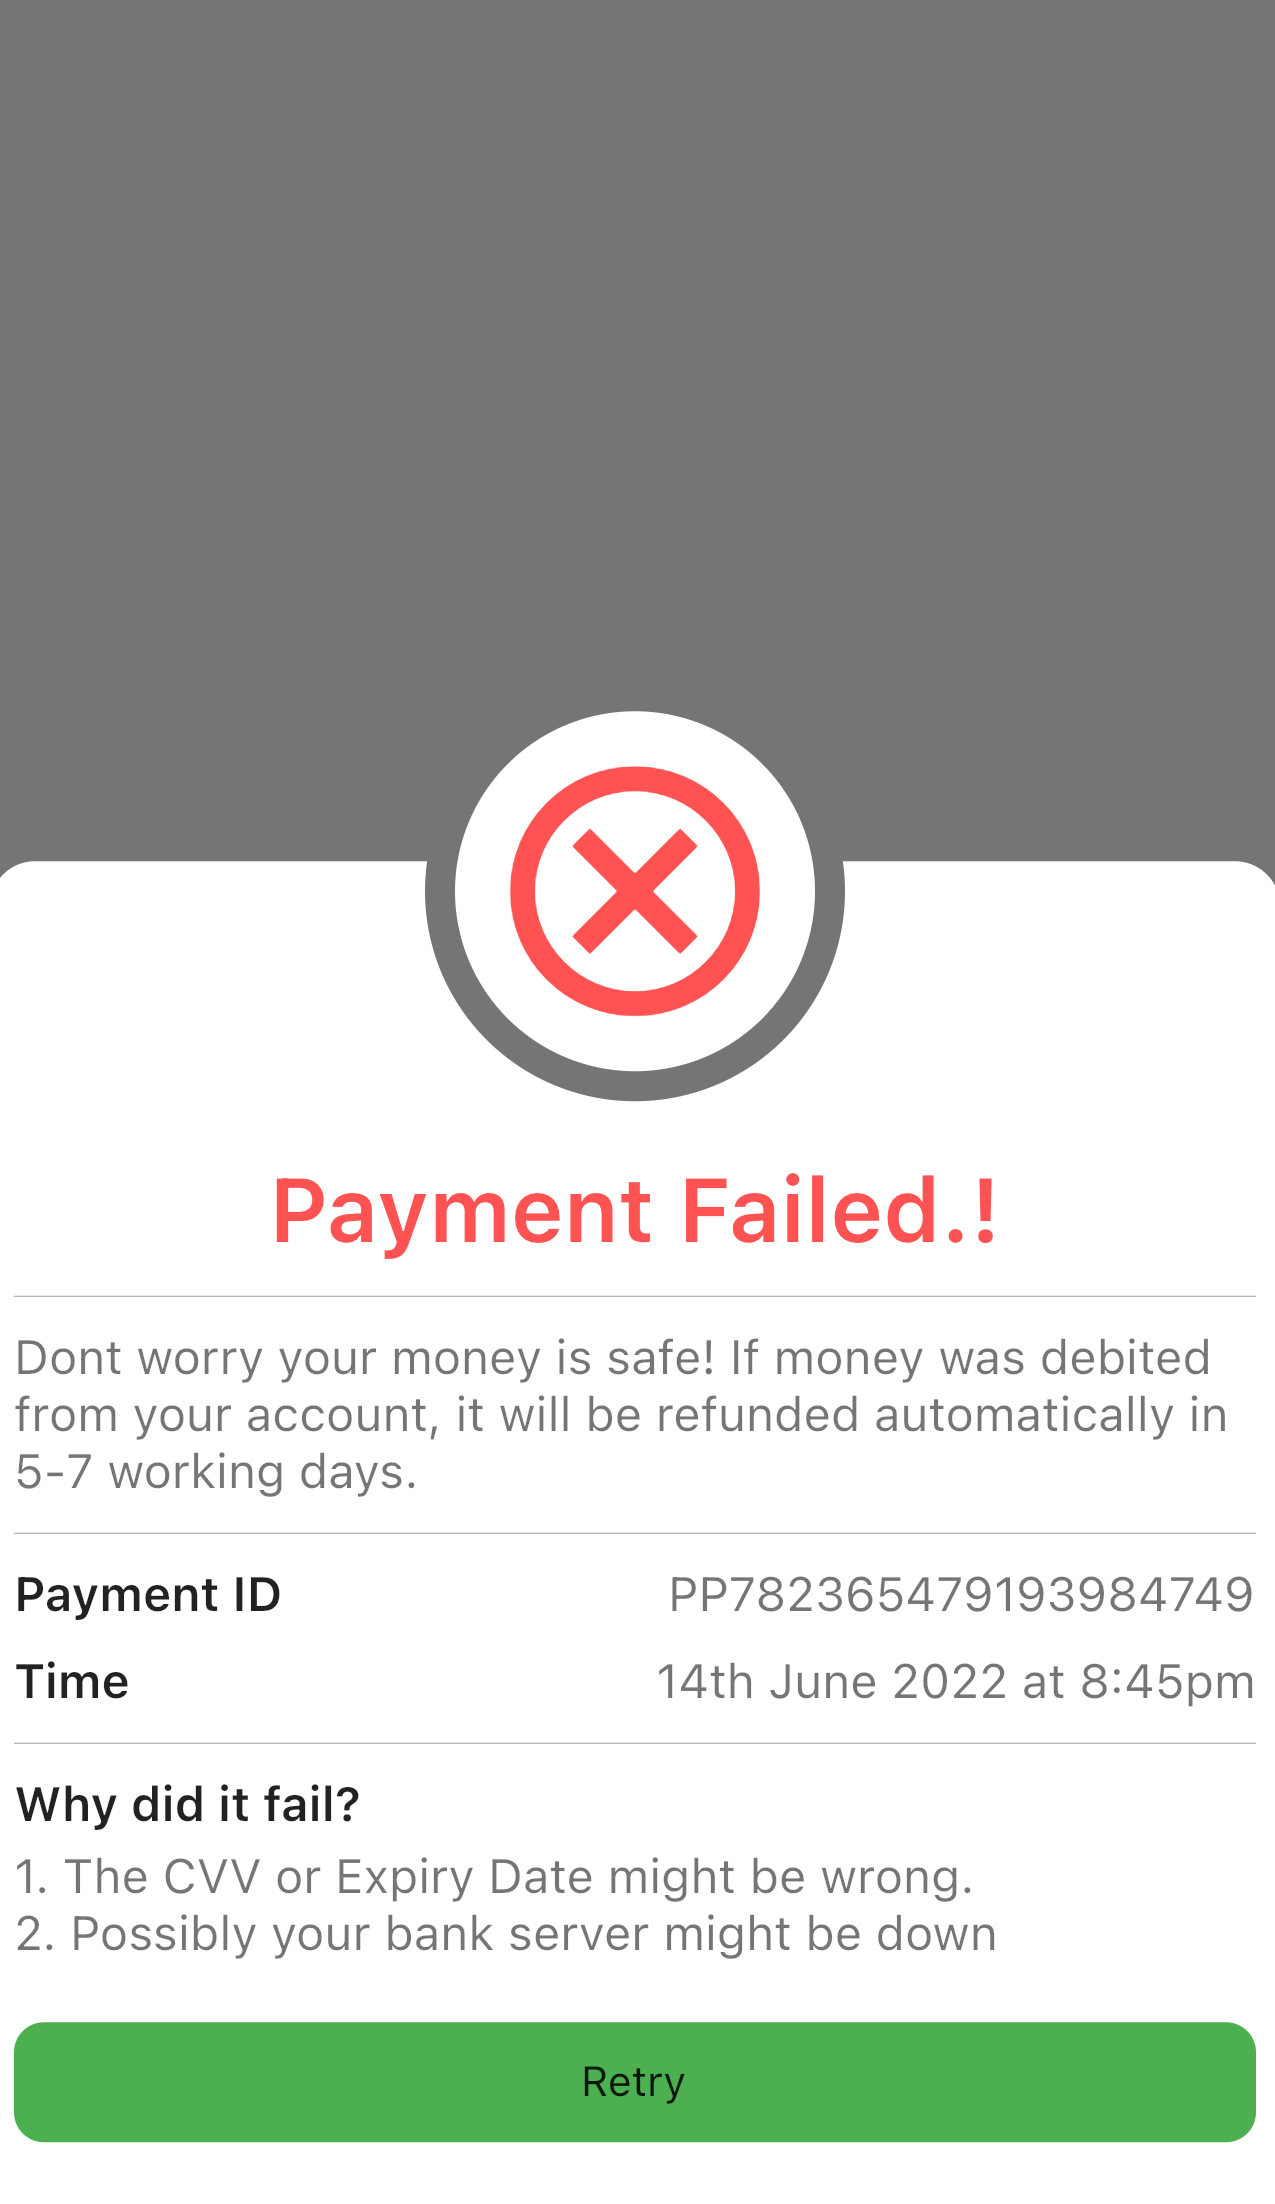 Payment Failed.!
Dont worry your money is safe! If money was debited
from your account, it will be refunded automatically in
5-7 working days.
Payment ID PP782365479193984749
Time 14th June 2022 at 8:45pm
Why did it fail?
1. The CVV or Expiry Date might be wrong.
2. Possibly your bank server might be down
Retry